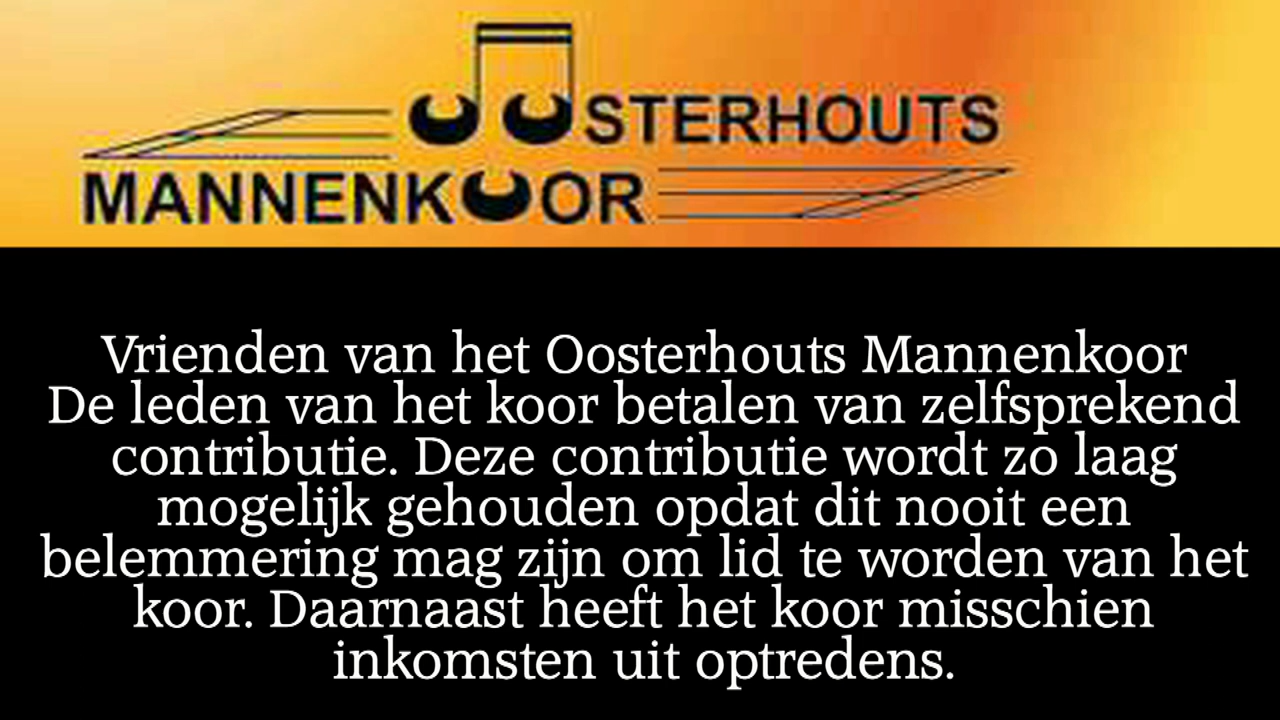 OOSTERHOUTS
MANNENKOOR
Vrienden van het Oosterhouts Mannenkoor
De leden van het koor betalen van zelfsprekend
contributie. Deze contributie wordt zo laag
mogelijk gehouden opdat dit nooit een
belemmering mag zijn om lid te worden van het
koor. Daarnaast heeft het koor misschien
inkomsten uit optredens.